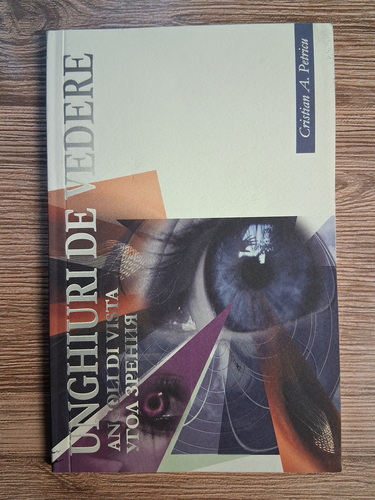 Cristian A. Petricu
UNGHIURI DE VEDERE
ANGOLI DI VISTA
УГОЛ ЗРЕНИЯ